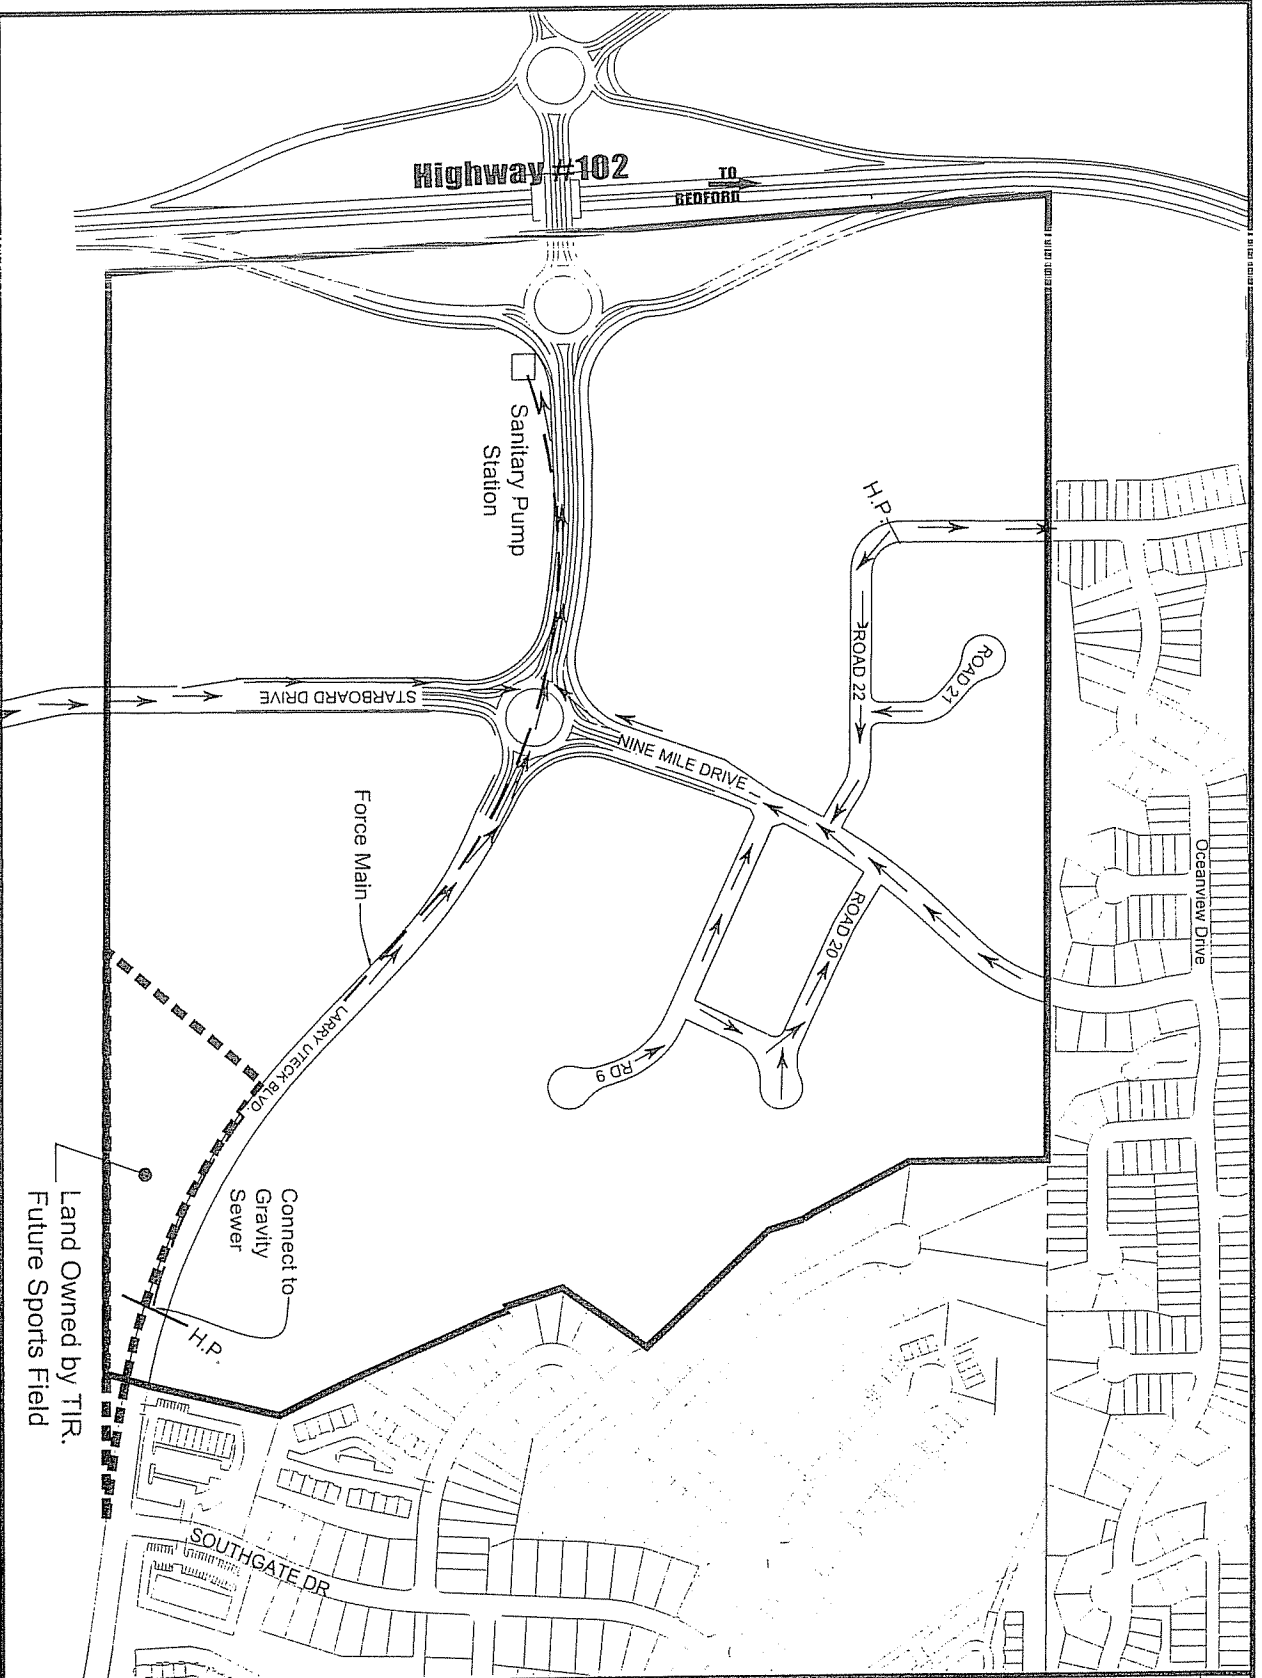 Highway #102
TO
BEDFORD
Sanitary Pump
Station
H.P.
ROAD 22
ROAD 21
STARBOARD DRIVE
NINE MILE DRIVE
Oceanview Drive
Force Main
ROAD 20
RD 9
LARRY UTECK BLVD.
Connect to
Gravity
Sewer
H.P.
Land Owned by TIR.
Future Sports Field
SOUTHGATE DR